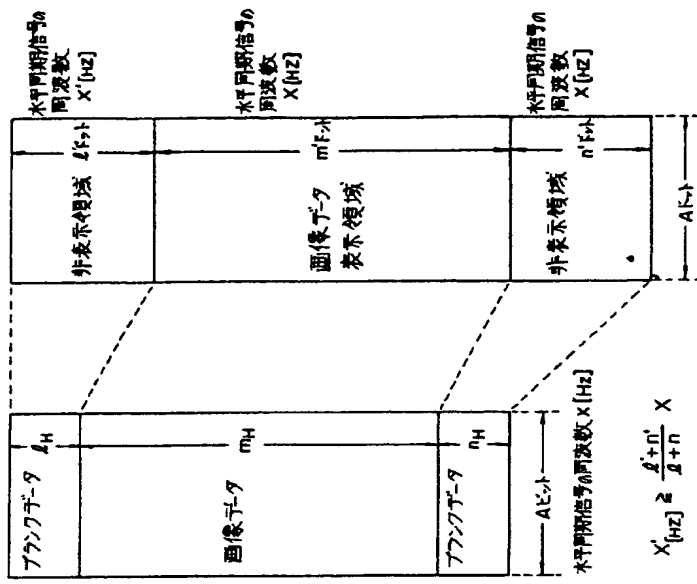 ブランクデータ
ℓH
画像データ
mH
ブランクデータ
nH
Aビット
水平同期信号の周波数X[HZ]
X'[HZ] ≧ ℓ'+n' / ℓ+n X
非表示領域
ℓ'ドット
水平同期信号の
周波数
X'[HZ]
画像データ
表示領域
m'ドット
水平同期信号の
周波数
X[HZ]
非表示領域
n'ドット
水平同期信号の
周波数
X[HZ]
Aドット